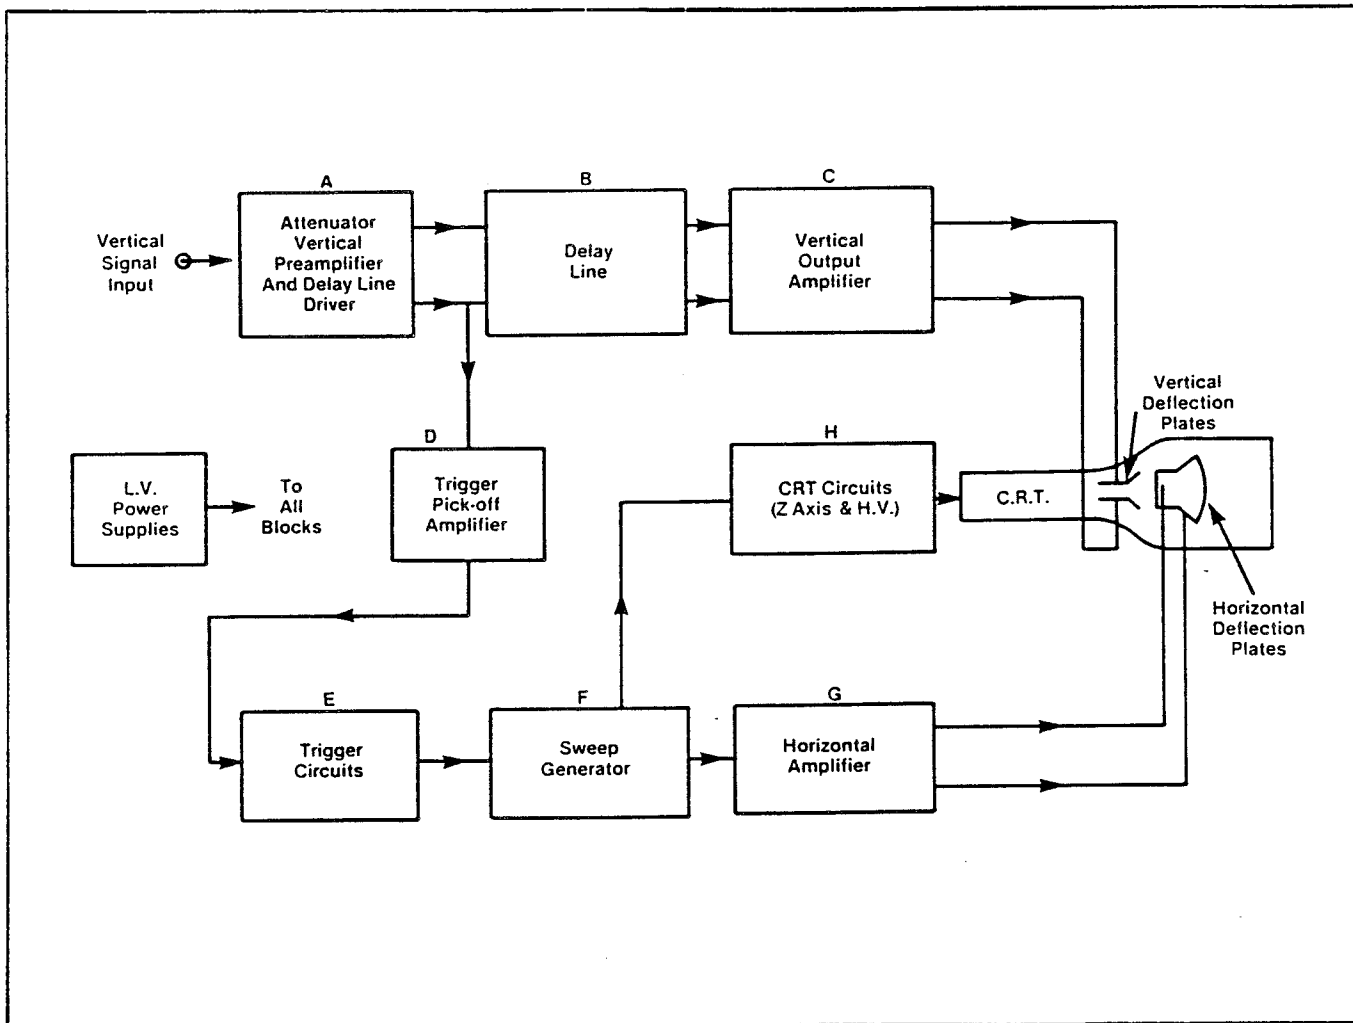 A
Attenuator
Vertical
Preamplifier
And Delay Line
Driver
B
Delay
Line
C
Vertical
Output
Amplifier
Vertical
Signal
Input
Vertical
Deflection
Plates
D
Trigger
Pick-off
Amplifier
H
CRT Circuits
(Z Axis & H.V.)
C.R.T.
L.V.
Power
Supplies
To
All
Blocks
Horizontal
Deflection
Plates
E
Trigger
Circuits
F
Sweep
Generator
G
Horizontal
Amplifier